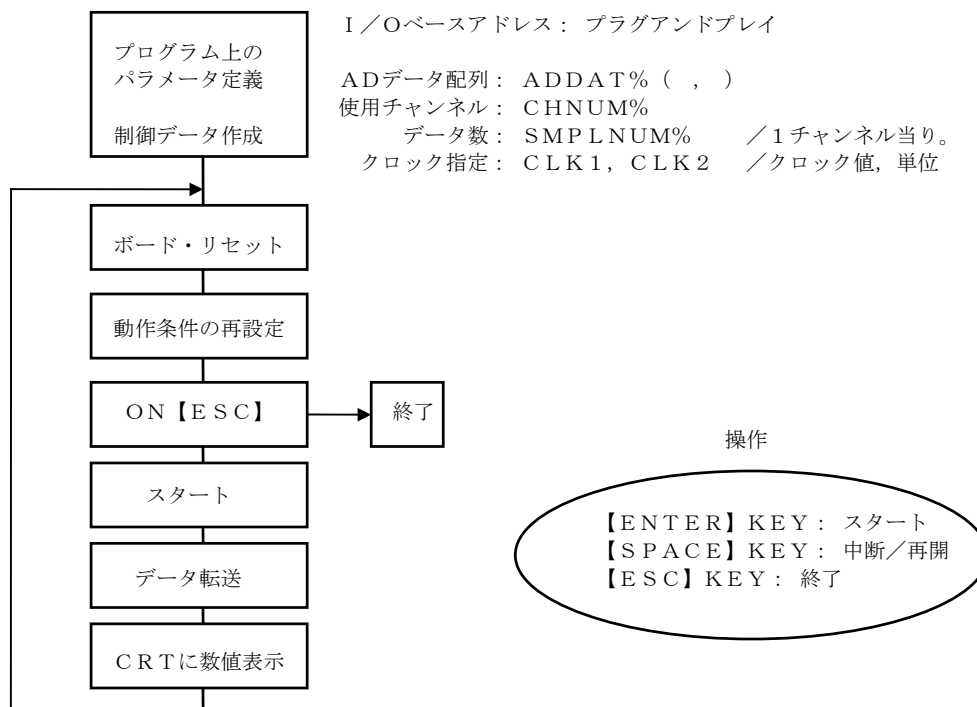 プログラム上の
パラメータ定義
制御データ作成
Ｉ／Ｏベースアドレス： プラグアンドプレイ
ＡＤデータ配列： ＡＤＤＡＴ％（ ， ）
使用チャンネル： ＣＨＮＵＭ％
データ数： ＳＭＰＬＮＵＭ％ ／１チャンネル当り。
クロック指定： ＣＬＫ１，ＣＬＫ２ ／クロック値，単位
ボード・リセット
動作条件の再設定
ＯＮ【ＥＳＣ】
終了
スタート
データ転送
ＣＲＴに数値表示
操作
【ＥＮＴＥＲ】ＫＥＹ： スタート
【ＳＰＡＣＥ】ＫＥＹ： 中断／再開
【ＥＳＣ】ＫＥＹ： 終了